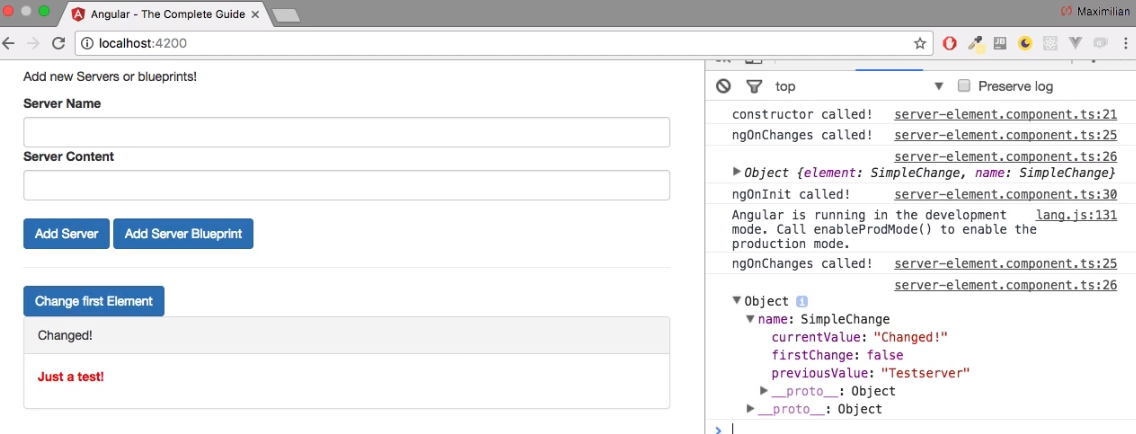 Angular - The Complete Guide
Maximilian
localhost:4200
Add new Servers or blueprints!
Server Name
Server Content
Add Server
Add Server Blueprint
Change first Element
Changed!
Just a test!
top
Preserve log
constructor called! server-element.component.ts:21
ngOnChanges called! server-element.component.ts:25
server-element.component.ts:26
Object {element: SimpleChange, name: SimpleChange}
ngOnInit called! server-element.component.ts:30
Angular is running in the development lang.js:131
mode. Call enableProdMode() to enable the
production mode.
ngOnChanges called! server-element.component.ts:25
server-element.component.ts:26
Object i
name: SimpleChange
currentValue: "Changed!"
firstChange: false
previousValue: "Testserver"
__proto__: Object
__proto__: Object